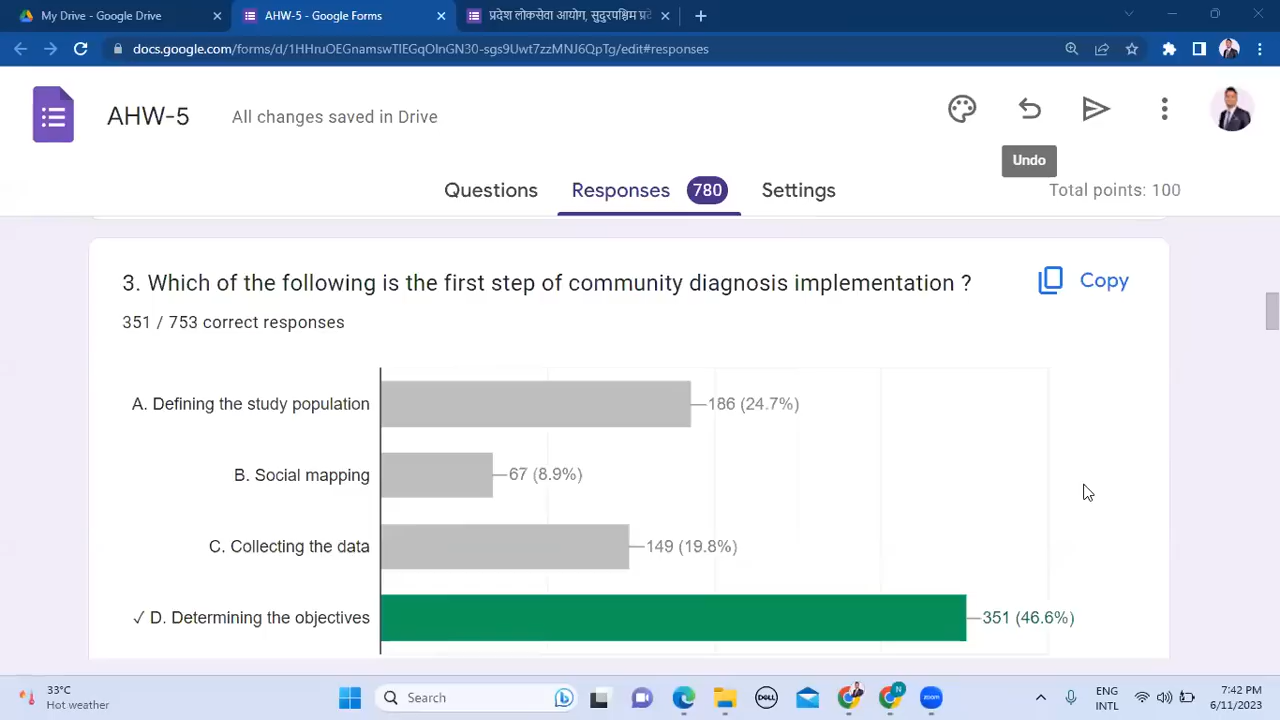 My Drive - Google Drive
AHW-5 - Google Forms
प्रदेश लोकसेवा आयोग, सुदुरपश्चिम प्रदे
docs.google.com/forms/d/1HHruOEGnamswTlEGqOlnGN30-sgs9Uwt7zzMNJ6QpTg/edit#responses
AHW-5
All changes saved in Drive
Undo
Questions
Responses 780
Settings
Total points: 100
3. Which of the following is the first step of community diagnosis implementation ?
Copy
351 / 753 correct responses
A. Defining the study population
186 (24.7%)
B. Social mapping
67 (8.9%)
C. Collecting the data
149 (19.8%)
✓ D. Determining the objectives
351 (46.6%)
33°C
Hot weather
Search
DELL
N
zoom
ENG
INTL
7:42 PM
6/11/2023